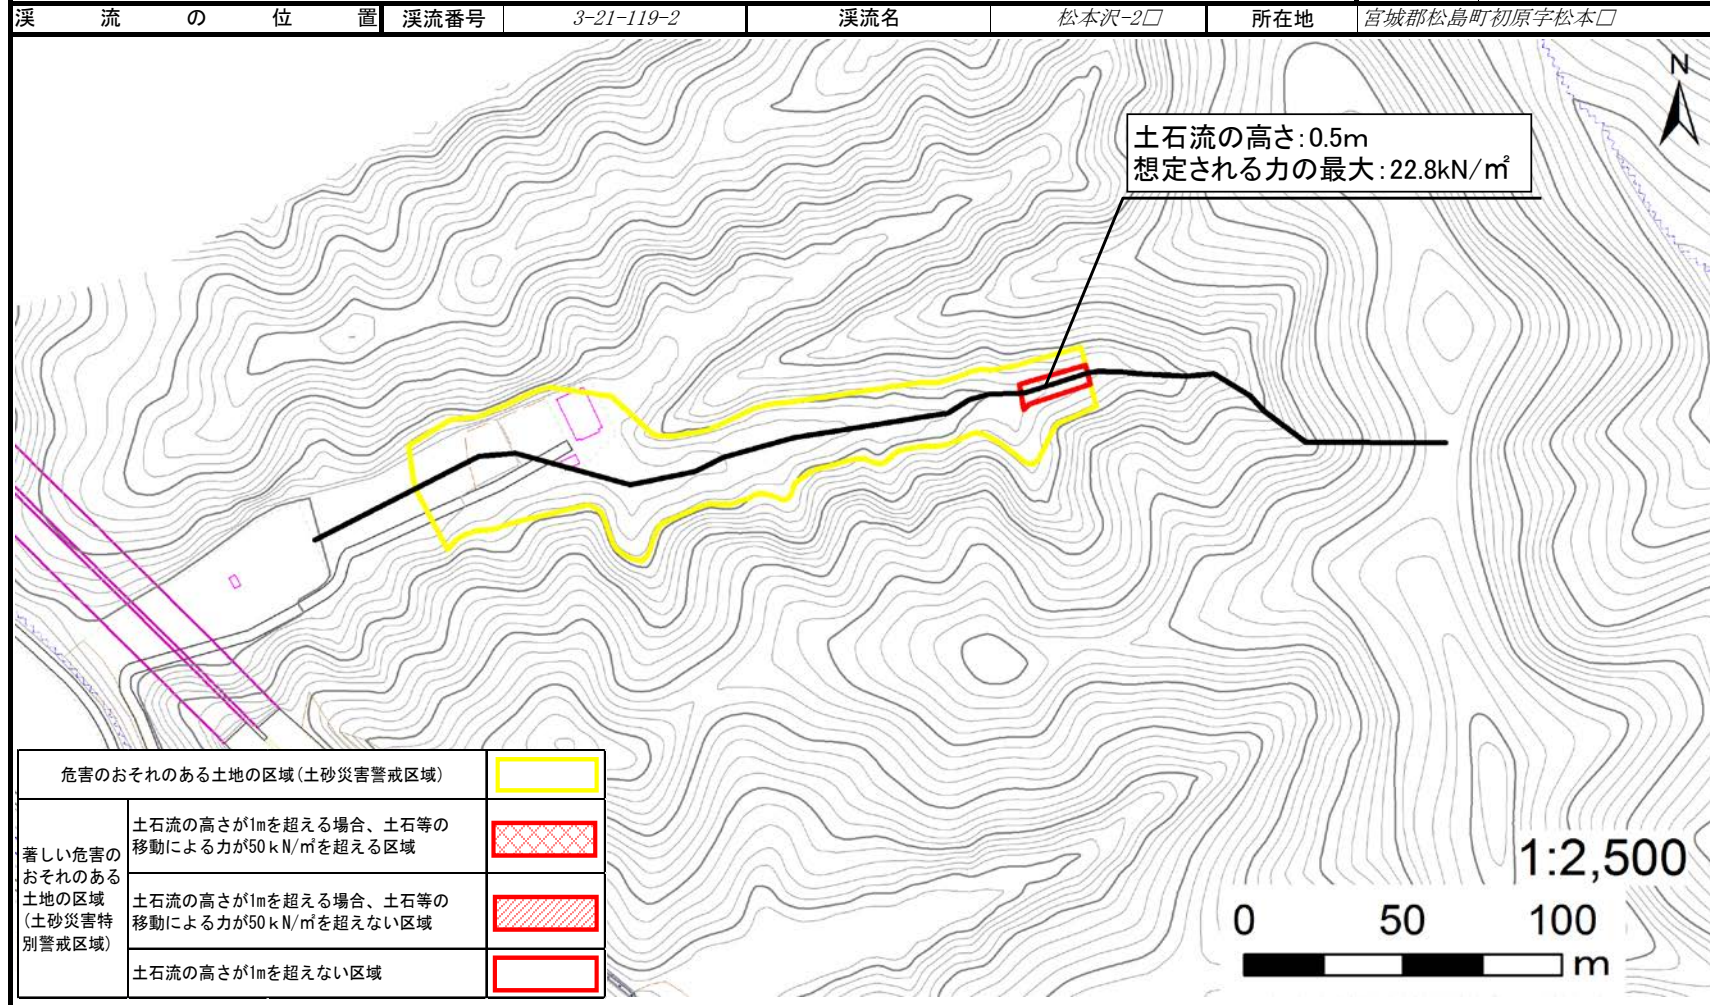 渓流の位置 渓流番号 3-21-119-2 渓流名 松本沢-2□ 所在地 宮城郡松島町初原字松本□
N
土石流の高さ:0.5m
想定される力の最大:22.8kN/㎡
危害のおそれのある土地の区域(土砂災害警戒区域)
著しい危害の
おそれのある
土地の区域
(土砂災害特
別警戒区域)
土石流の高さが1mを超える場合、土石等の
移動による力が50kN/㎡を超える区域
土石流の高さが1mを超える場合、土石等の
移動による力が50kN/㎡を超えない区域
土石流の高さが1mを超えない区域
1:2,500
0 50 100
m